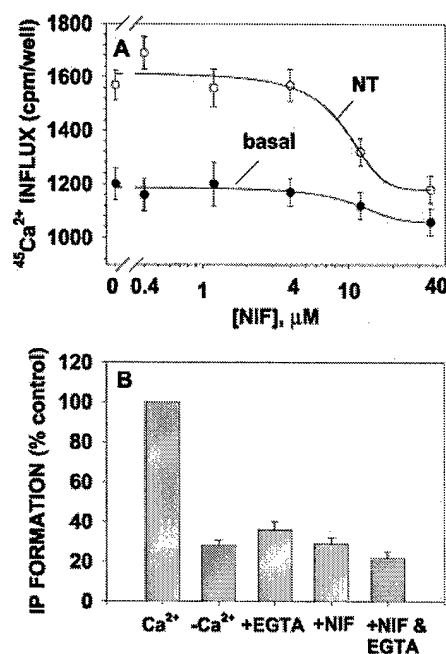 A
⁴⁵Ca²⁺ INFLUX (cpm/well)
1800
1600
1400
1200
1000
NT
basal
0 0.4 1 4 10 40
[NIF], μM
B
IP FORMATION (% control)
120
100
80
60
40
20
0
Ca²⁺ -Ca²⁺ +EGTA +NIF +NIF &
EGTA